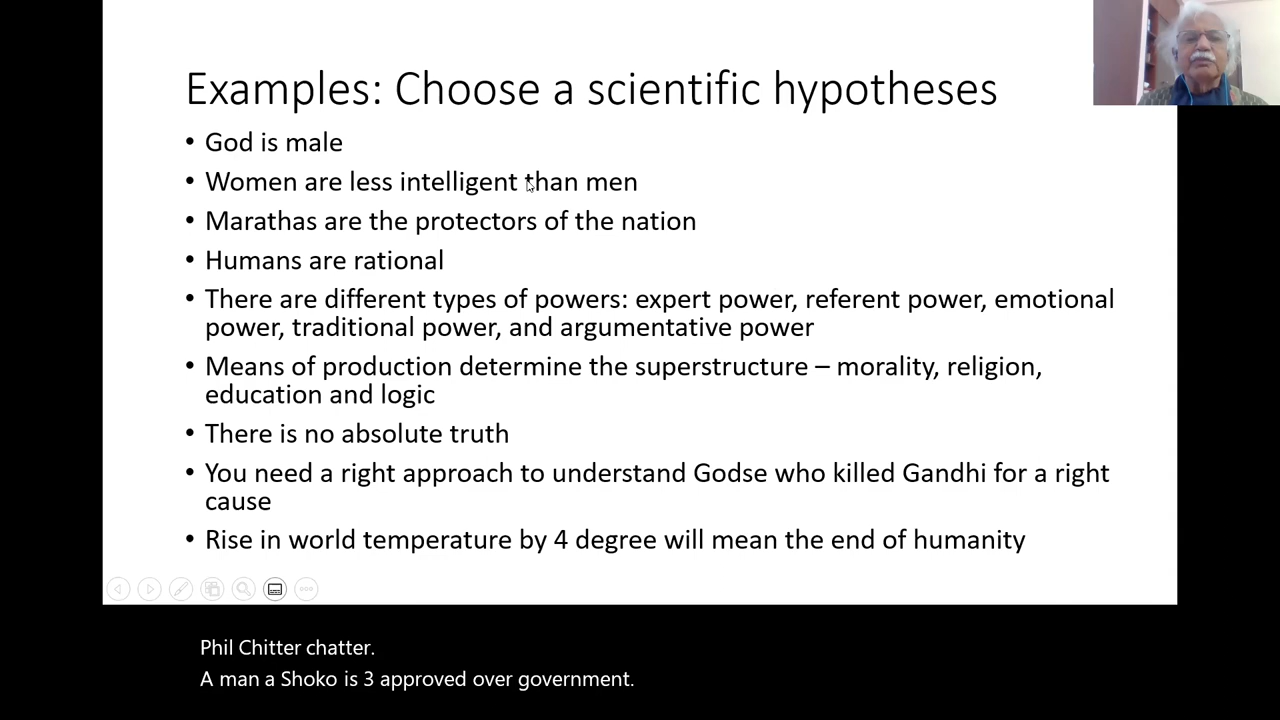 Examples: Choose a scientific hypotheses
• God is male
• Women are less intelligent than men
• Marathas are the protectors of the nation
• Humans are rational
• There are different types of powers: expert power, referent power, emotional
power, traditional power, and argumentative power
• Means of production determine the superstructure – morality, religion,
education and logic
• There is no absolute truth
• You need a right approach to understand Godse who killed Gandhi for a right
cause
• Rise in world temperature by 4 degree will mean the end of humanity
Phil Chitter chatter.
A man a Shoko is 3 approved over government.